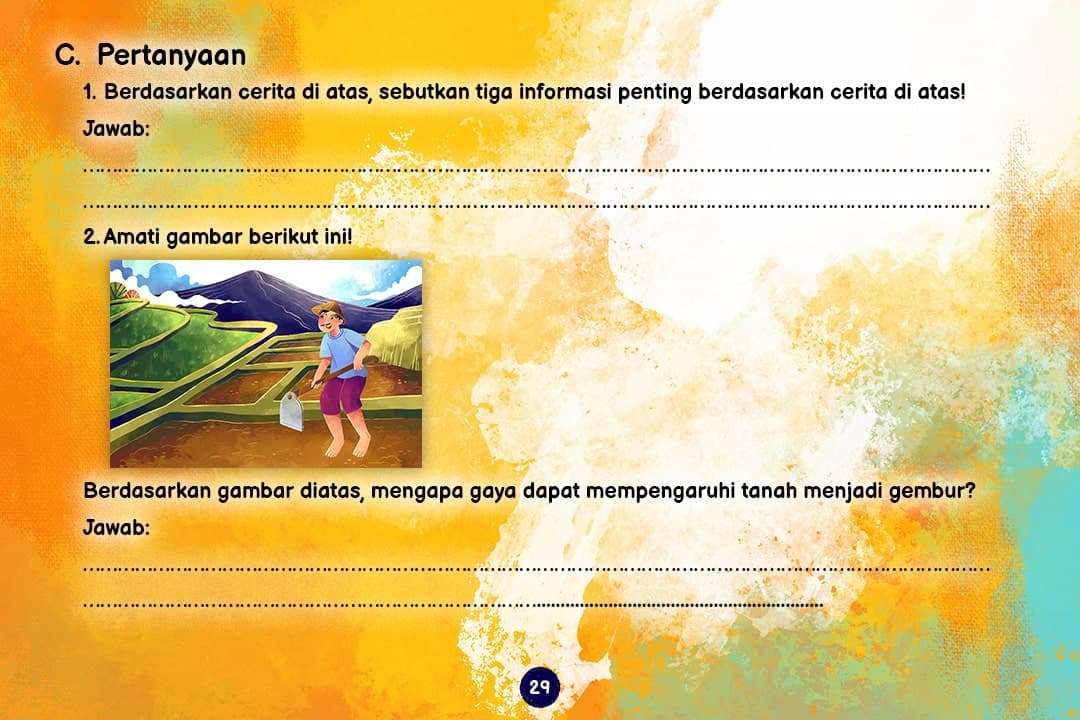 C. Pertanyaan
1. Berdasarkan cerita di atas, sebutkan tiga informasi penting berdasarkan cerita di atas!
Jawab:
2. Amati gambar berikut ini!
Berdasarkan gambar diatas, mengapa gaya dapat mempengaruhi tanah menjadi gembur?
Jawab:
29